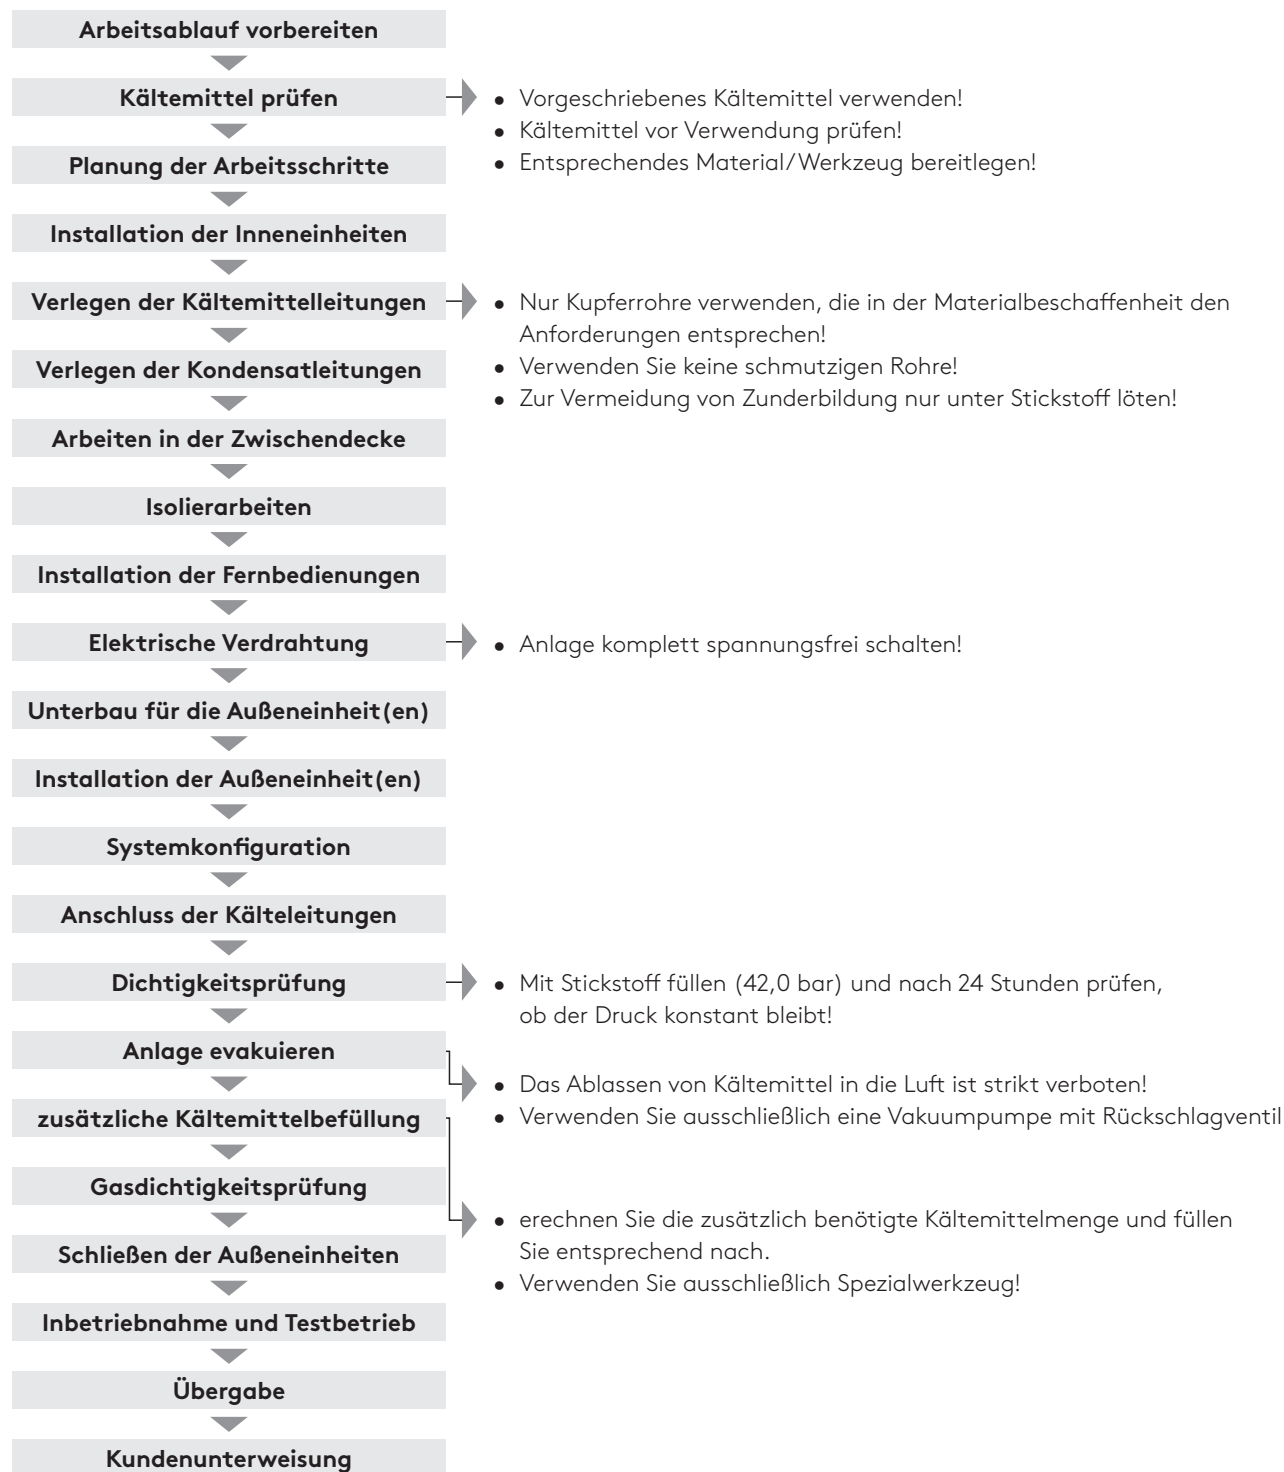 Arbeitsablauf vorbereiten
Kältemittel prüfen
• Vorgeschriebenes Kältemittel verwenden!
• Kältemittel vor Verwendung prüfen!
• Entsprechendes Material/Werkzeug bereitlegen!
Planung der Arbeitsschritte
Installation der Inneneinheiten
Verlegen der Kältemittelleitungen
• Nur Kupferrohre verwenden, die in der Materialbeschaffenheit den
Anforderungen entsprechen!
• Verwenden Sie keine schmutzigen Rohre!
• Zur Vermeidung von Zunderbildung nur unter Stickstoff löten!
Verlegen der Kondensatleitungen
Arbeiten in der Zwischendecke
Isolierarbeiten
Installation der Fernbedienungen
Elektrische Verdrahtung
• Anlage komplett spannungsfrei schalten!
Unterbau für die Außeneinheit(en)
Installation der Außeneinheit(en)
Systemkonfiguration
Anschluss der Kälteleitungen
Dichtigkeitsprüfung
• Mit Stickstoff füllen (42,0 bar) und nach 24 Stunden prüfen,
ob der Druck konstant bleibt!
Anlage evakuieren
• Das Ablassen von Kältemittel in die Luft ist strikt verboten!
• Verwenden Sie ausschließlich eine Vakuumpumpe mit Rückschlagventil
zusätzliche Kältemittelbefüllung
• erechnen Sie die zusätzlich benötigte Kältemittelmenge und füllen
Sie entsprechend nach.
• Verwenden Sie ausschließlich Spezialwerkzeug!
Gasdichtigkeitsprüfung
Schließen der Außeneinheiten
Inbetriebnahme und Testbetrieb
Übergabe
Kundenunterweisung